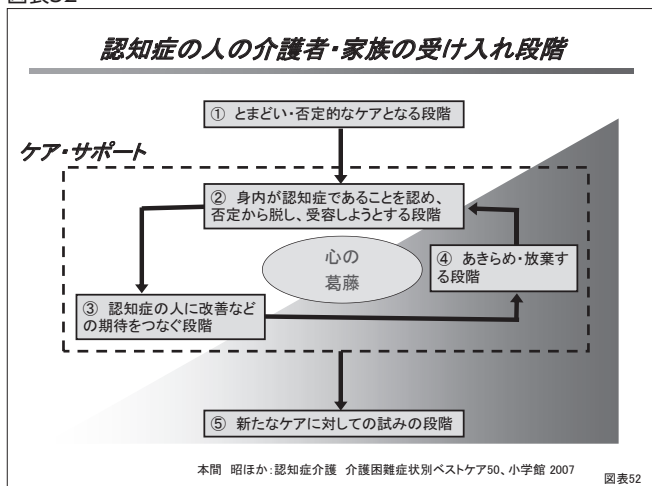 認知症の人の介護者・家族の受け入れ段階
① とまどい・否定的なケアとなる段階
ケア・サポート
② 身内が認知症であることを認め、
否定から脱し、受容しようとする段階
心の
葛藤
④ あきらめ・放棄す
る段階
③ 認知症の人に改善など
の期待をつなぐ段階
⑤ 新たなケアに対しての試みの段階
本間 昭ほか:認知症介護 介護困難症状別ベストケア50、小学館 2007
図表52